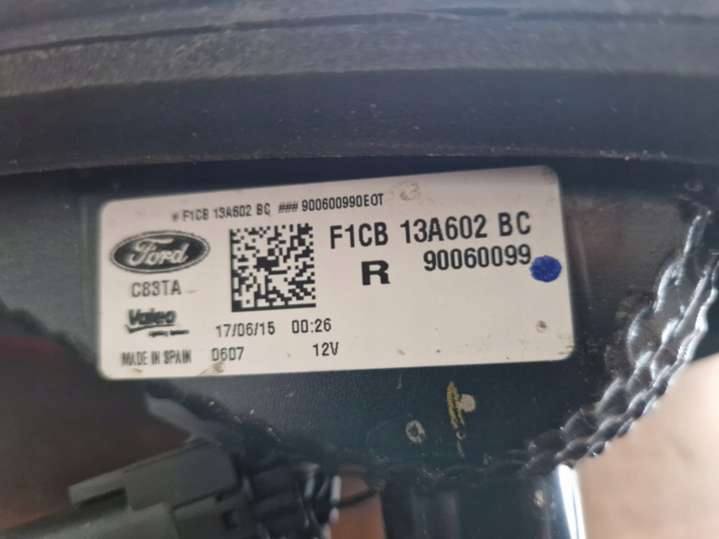 # F1CB 13A602 BC ### 900600990E0T
Ford
F1CB 13A602 BC
R 90060099
C83TA
Valeo
17/06/15 00:26
MADE IN SPAIN 0607 12V